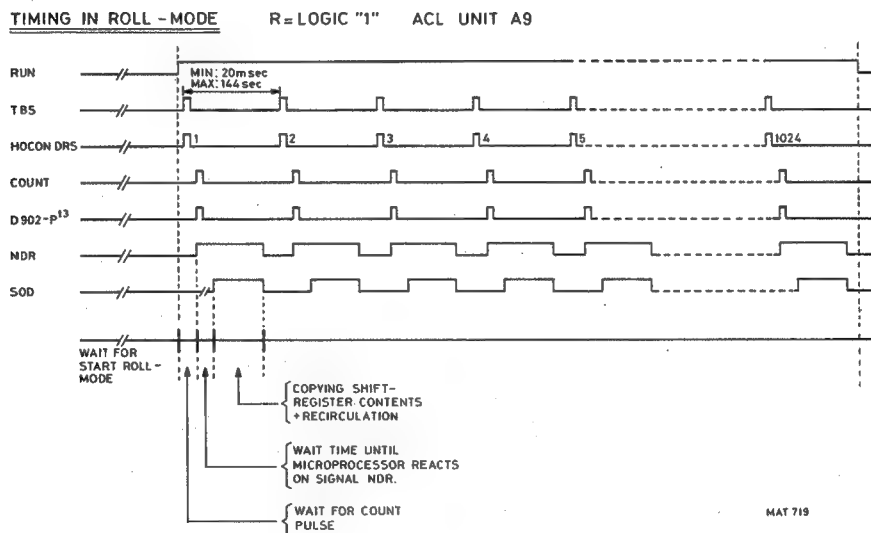 TIMING IN ROLL-MODE R=LOGIC "1" ACL UNIT A9
RUN
MIN: 20msec
MAX: 144sec
TBS
HOCON DRS 1 2 3 4 5 1024
COUNT
D902-P13
NDR
SOD
WAIT FOR
START ROLL-
MODE
COPYING SHIFT-
REGISTER CONTENTS
+RECIRCULATION
WAIT TIME UNTIL
MICROPROCESSOR REACTS
ON SIGNAL NDR.
WAIT FOR COUNT
PULSE
MAT 719